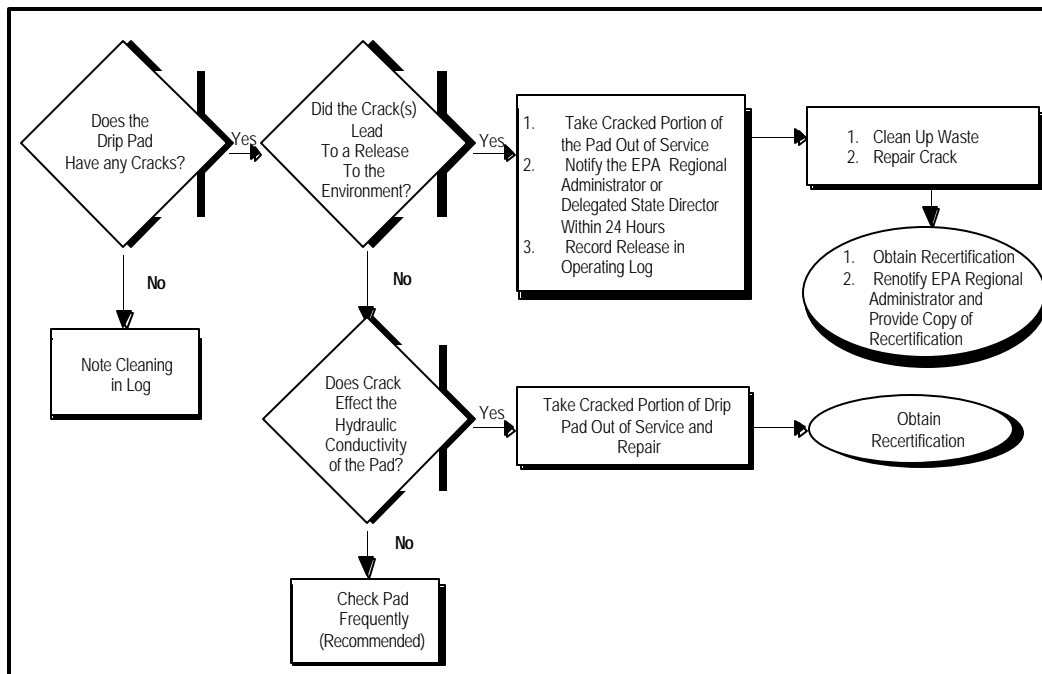 Does the
Drip Pad
Have any Cracks?
Yes
No
Note Cleaning
in Log
Did the Crack(s)
Lead
To a Release
To the
Environment?
Yes
No
1. Take Cracked Portion of
the Pad Out of Service
2. Notify the EPA Regional
Administrator or
Delegated State Director
Within 24 Hours
3. Record Release in
Operating Log
1. Clean Up Waste
2. Repair Crack
1. Obtain Recertification
2. Renotify EPA Regional
Administrator and
Provide Copy of
Recertification
Does Crack
Effect the
Hydraulic
Conductivity
of the Pad?
Yes
No
Take Cracked Portion of Drip
Pad Out of Service and
Repair
Obtain
Recertification
Check Pad
Frequently
(Recommended)